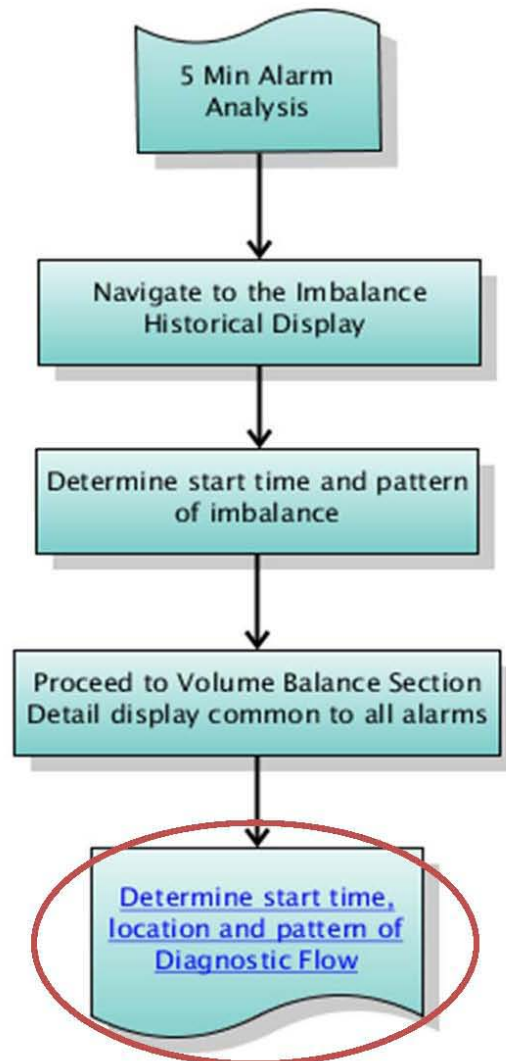 5 Min Alarm
Analysis
Navigate to the Imbalance
Historical Display
Determine start time and pattern
of imbalance
Proceed to Volume Balance Section
Detail display common to all alarms
Determine start time,
location and pattern of
Diagnostic Flow